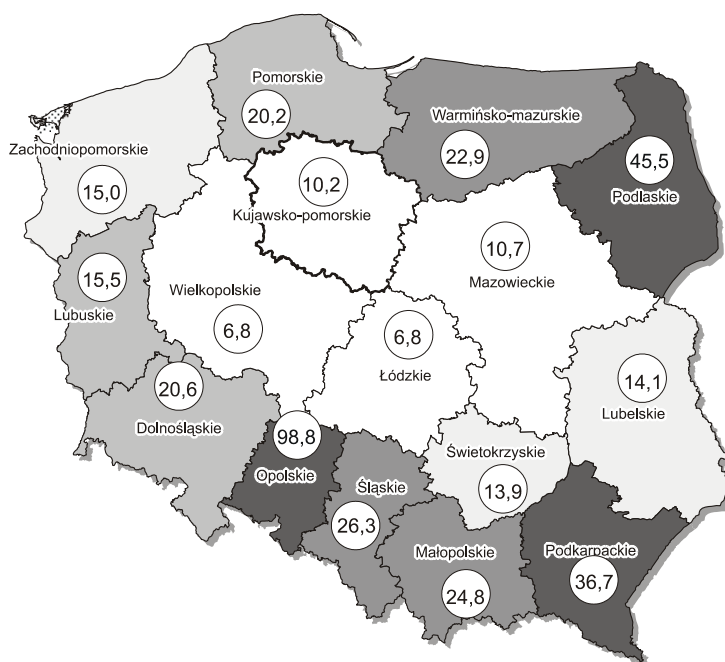 Pomorskie
20,2
Warmińsko-mazurskie
22,9
Zachodniopomorskie
15,0
45,5
Podlaskie
10,2
Kujawsko-pomorskie
10,7
Mazowieckie
15,5
Lubuskie
Wielkopolskie
6,8
6,8
Łódzkie
20,6
Dolnośląskie
14,1
Lubelskie
98,8
Opolskie
Śląskie
26,3
Świetokrzyskie
13,9
Małopolskie
24,8
Podkarpackie
36,7